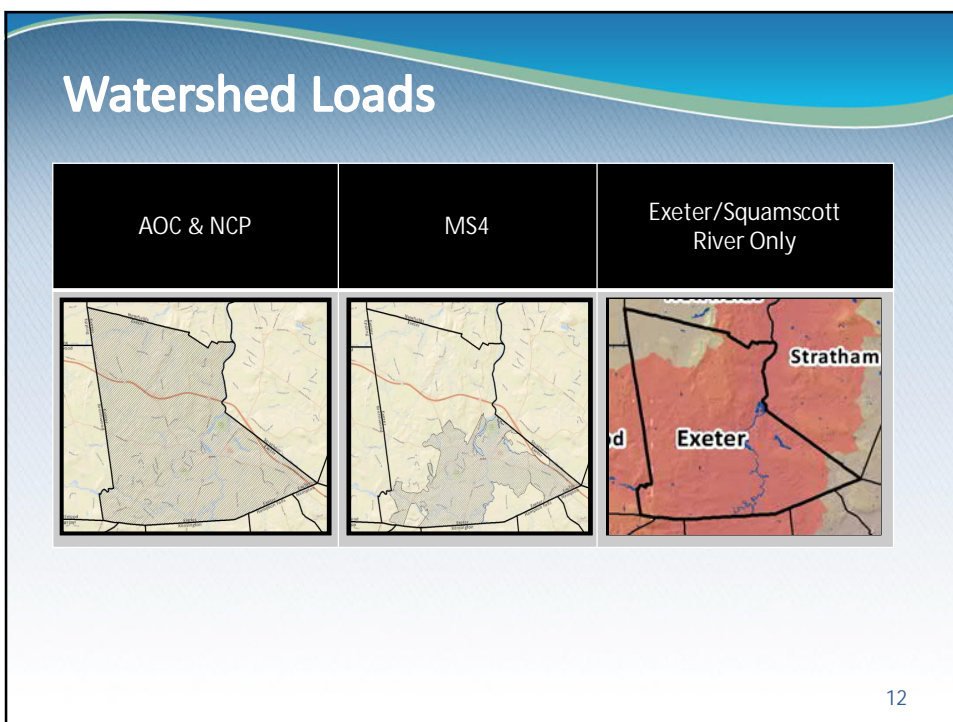 Watershed Loads
AOC & NCP
MS4
Exeter/Squamscott
River Only
Stratham
Exeter
12